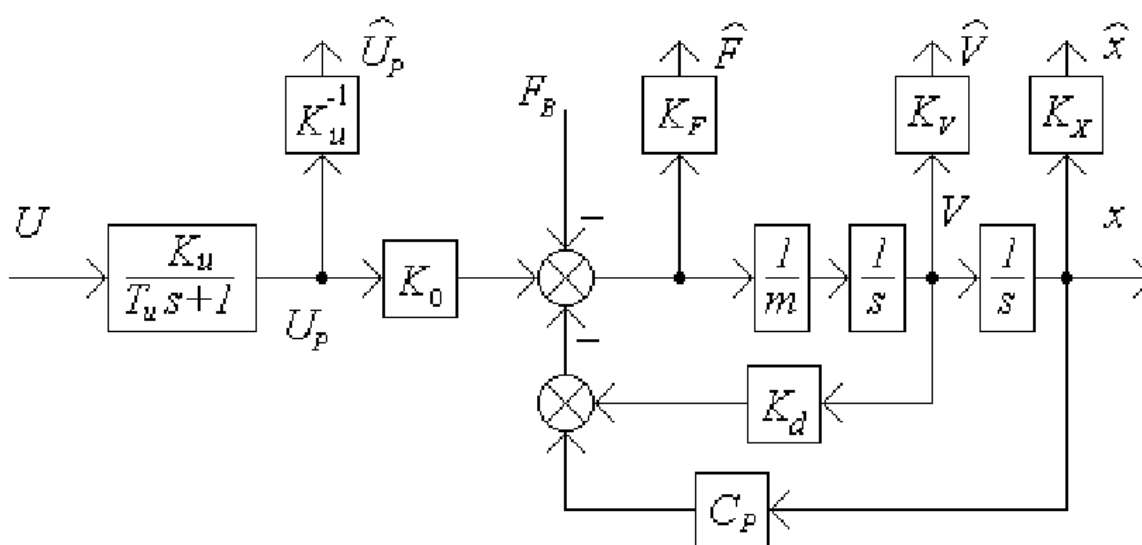 Û_P
F̂
V̂
x̂
K_u^{-1}
F_B
K_F
K_V
K_X
U
K_u
T_u s+1
U_P
K_0
−
1
m
1
s
V
1
s
x
−
K_d
C_P